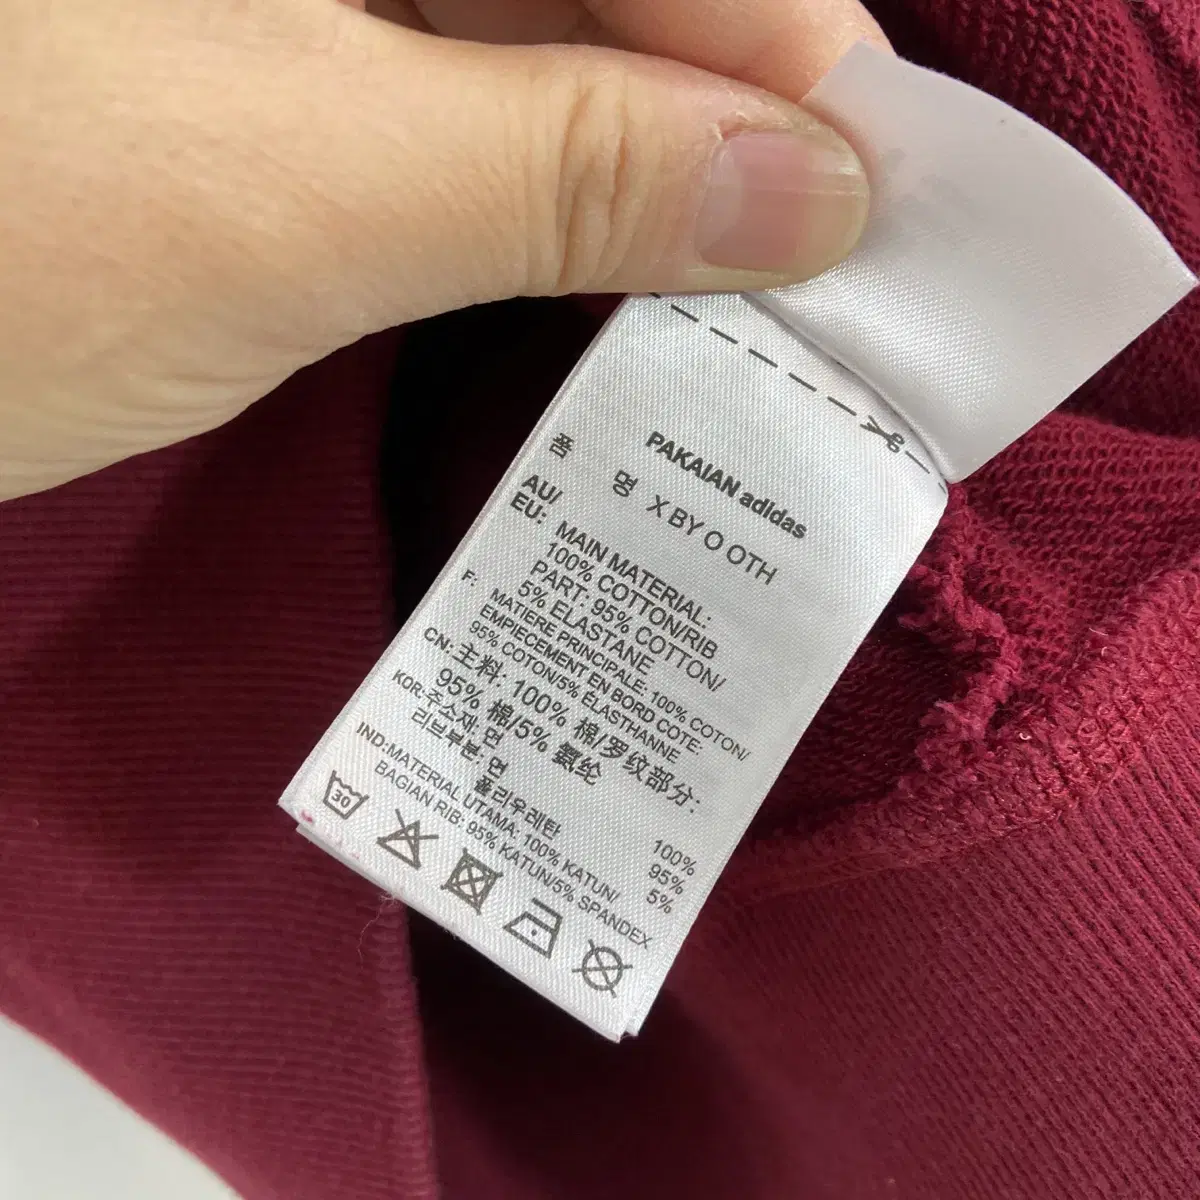 PAKAIAN adidas
품 명 X BY O OTH
AU/
EU: MAIN MATERIAL:
100% COTTON/RIB
PART: 95% COTTON/
5% ELASTANE
F: MATIERE PRINCIPALE: 100% COTON/
EMPIECEMENT EN BORD COTE:
95% COTON/5% ÉLASTHANNE
CN: 主料: 100% 棉/罗纹部分:
95% 棉/5% 氨纶
KOR: 주소재: 면 100%
리브부분: 면 95%
폴리우레탄 5%
IND: MATERIAL UTAMA: 100% KATUN/
BAGIAN RIB: 95% KATUN/5% SPANDEX
30